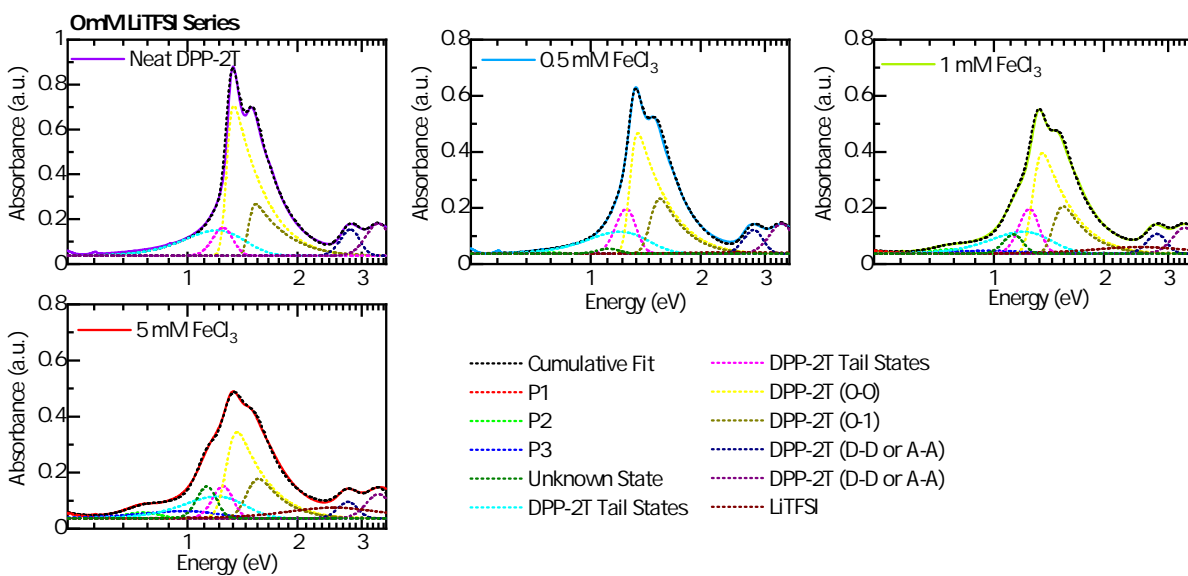 0mM LiTFSI Series
Neat DPP-2T
Absorbance (a.u.)
1
0.8
0.6
0.4
0.2
0
1
2
3
0.5 mM FeCl₃
Absorbance (a.u.)
0.8
0.6
0.4
0.2
0
1
2
3
Energy (eV)
1 mM FeCl₃
Absorbance (a.u.)
0.8
0.6
0.4
0.2
0
1
2
3
Energy (eV)
5 mM FeCl₃
Absorbance (a.u.)
0.8
0.6
0.4
0.2
0
1
2
3
Energy (eV)
Cumulative Fit
P1
P2
P3
Unknown State
DPP-2T Tail States
DPP-2T Tail States
DPP-2T (0-0)
DPP-2T (0-1)
DPP-2T (D-D or A-A)
DPP-2T (D-D or A-A)
LiTFSI